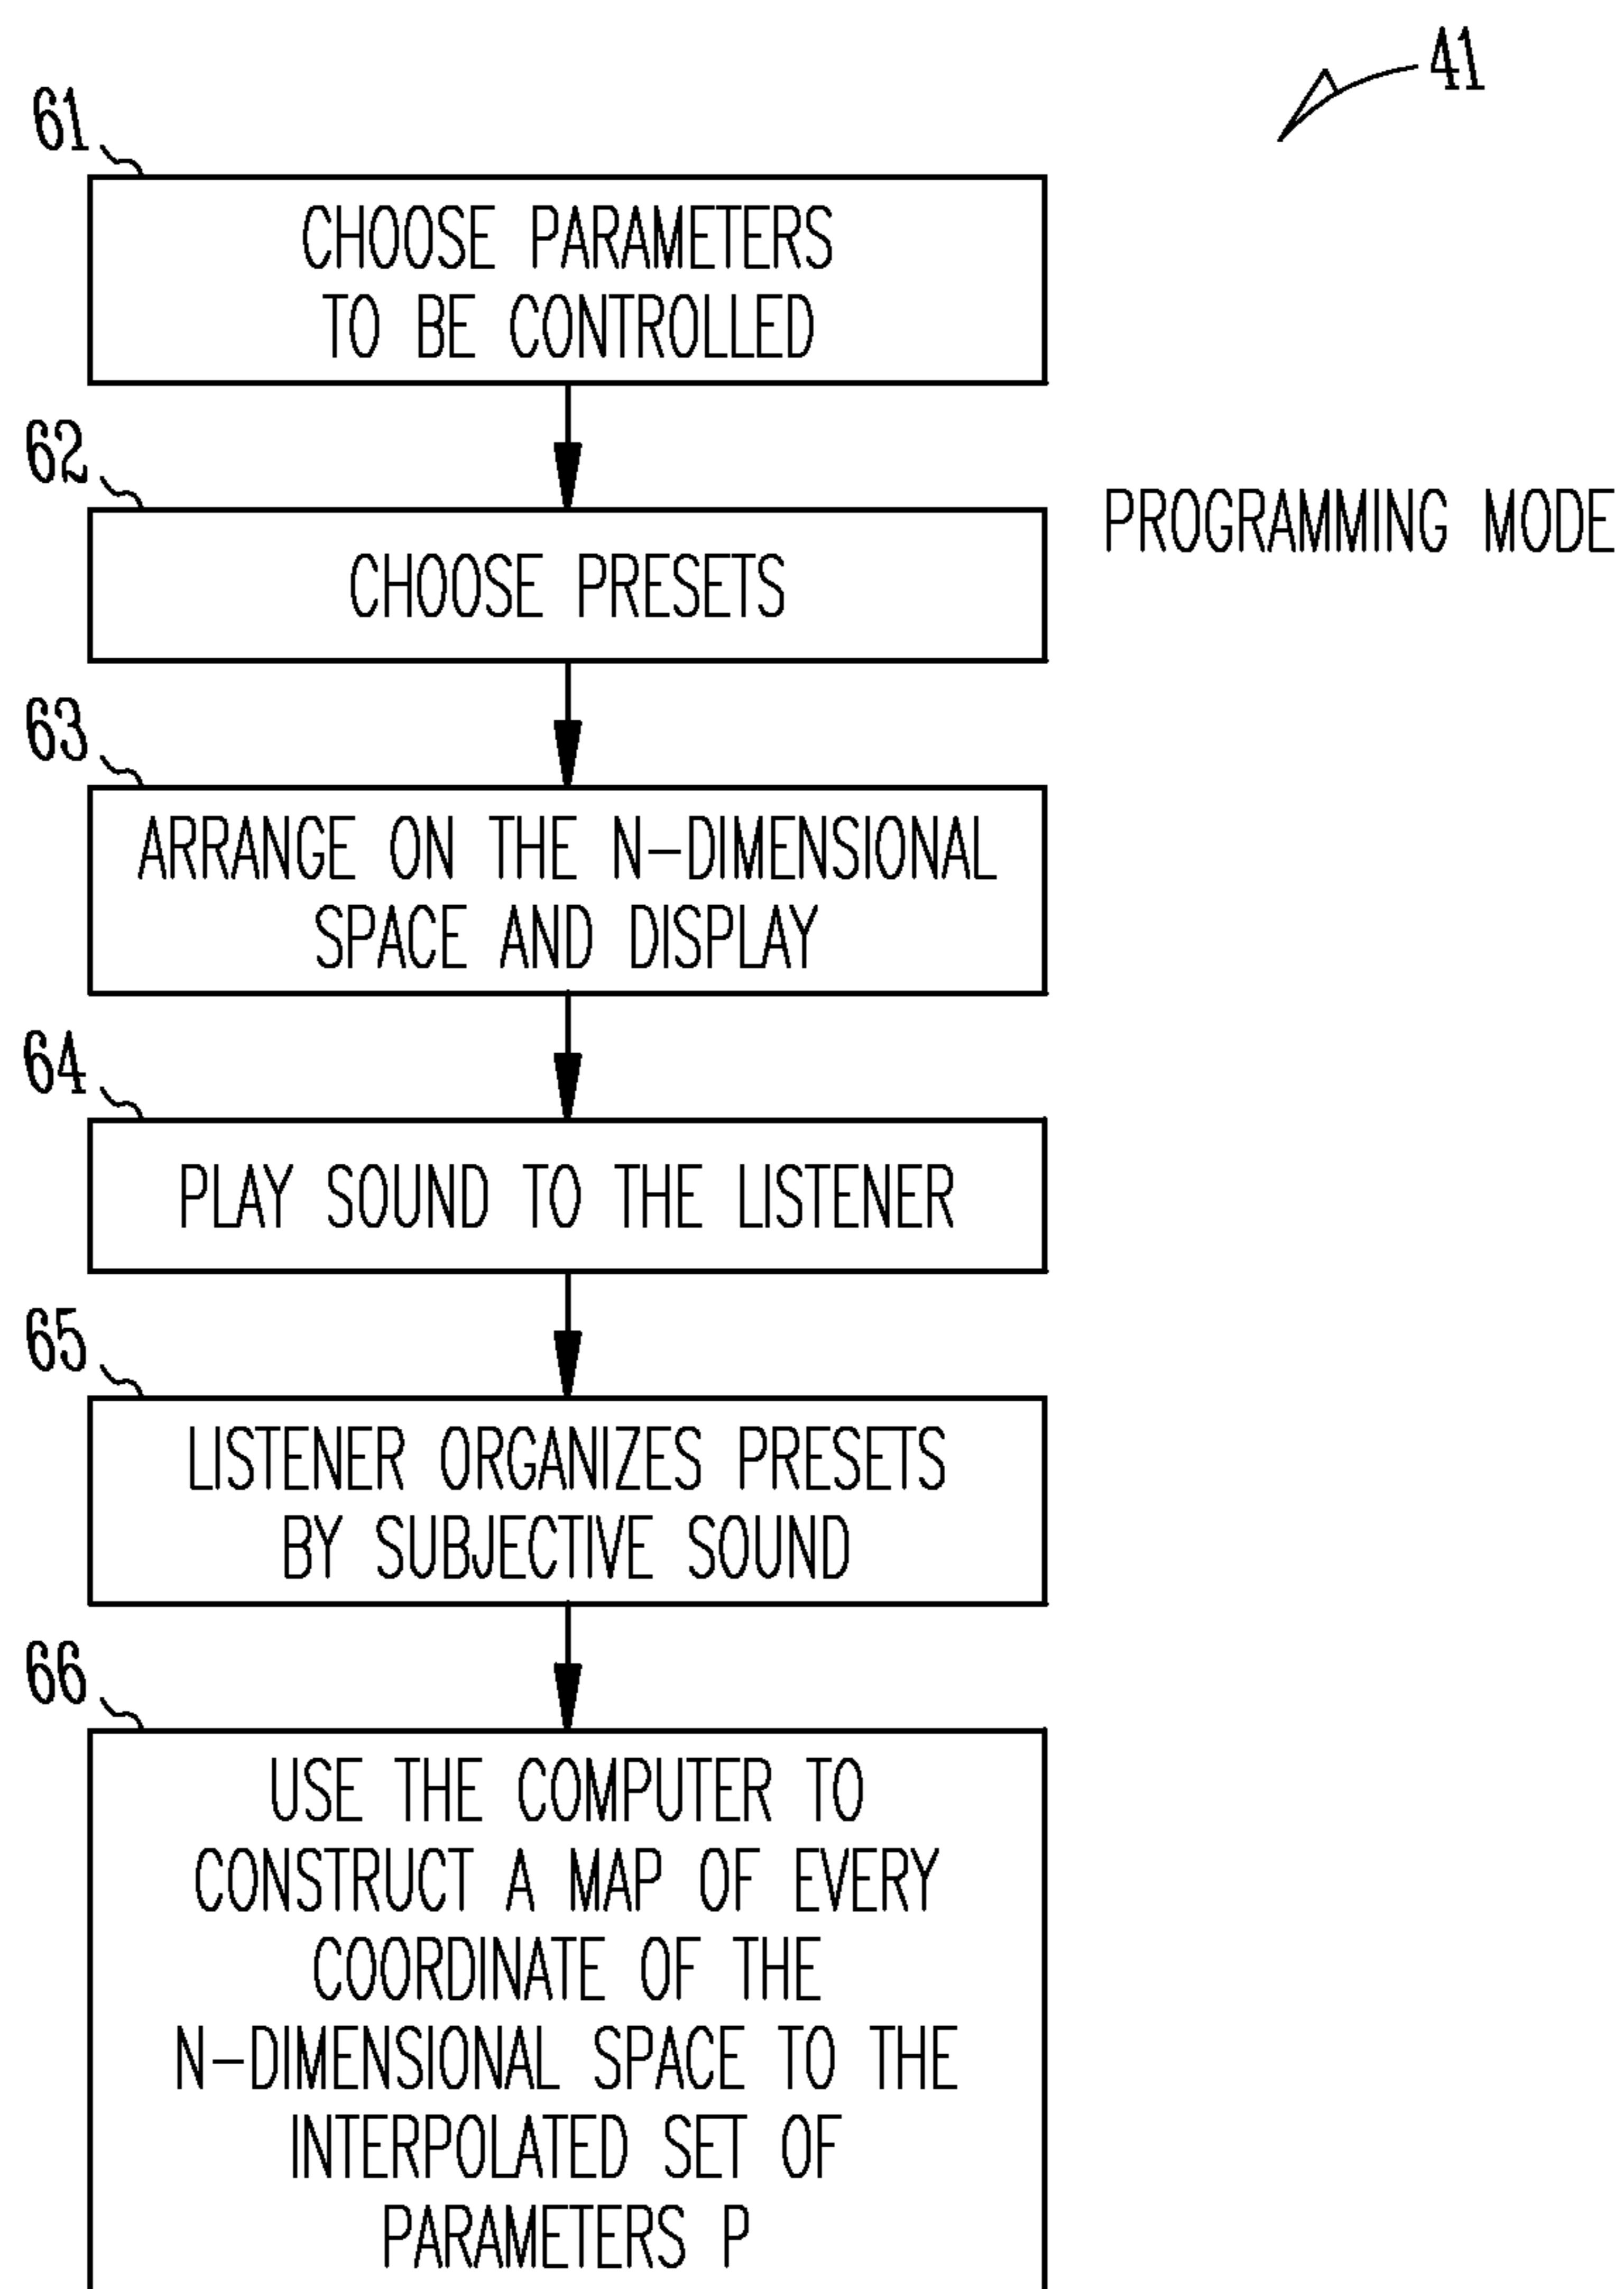 41
61
CHOOSE PARAMETERS
TO BE CONTROLLED
62
CHOOSE PRESETS
PROGRAMMING MODE
63
ARRANGE ON THE N-DIMENSIONAL
SPACE AND DISPLAY
64
PLAY SOUND TO THE LISTENER
65
LISTENER ORGANIZES PRESETS
BY SUBJECTIVE SOUND
66
USE THE COMPUTER TO
CONSTRUCT A MAP OF EVERY
COORDINATE OF THE
N-DIMENSIONAL SPACE TO THE
INTERPOLATED SET OF
PARAMETERS P